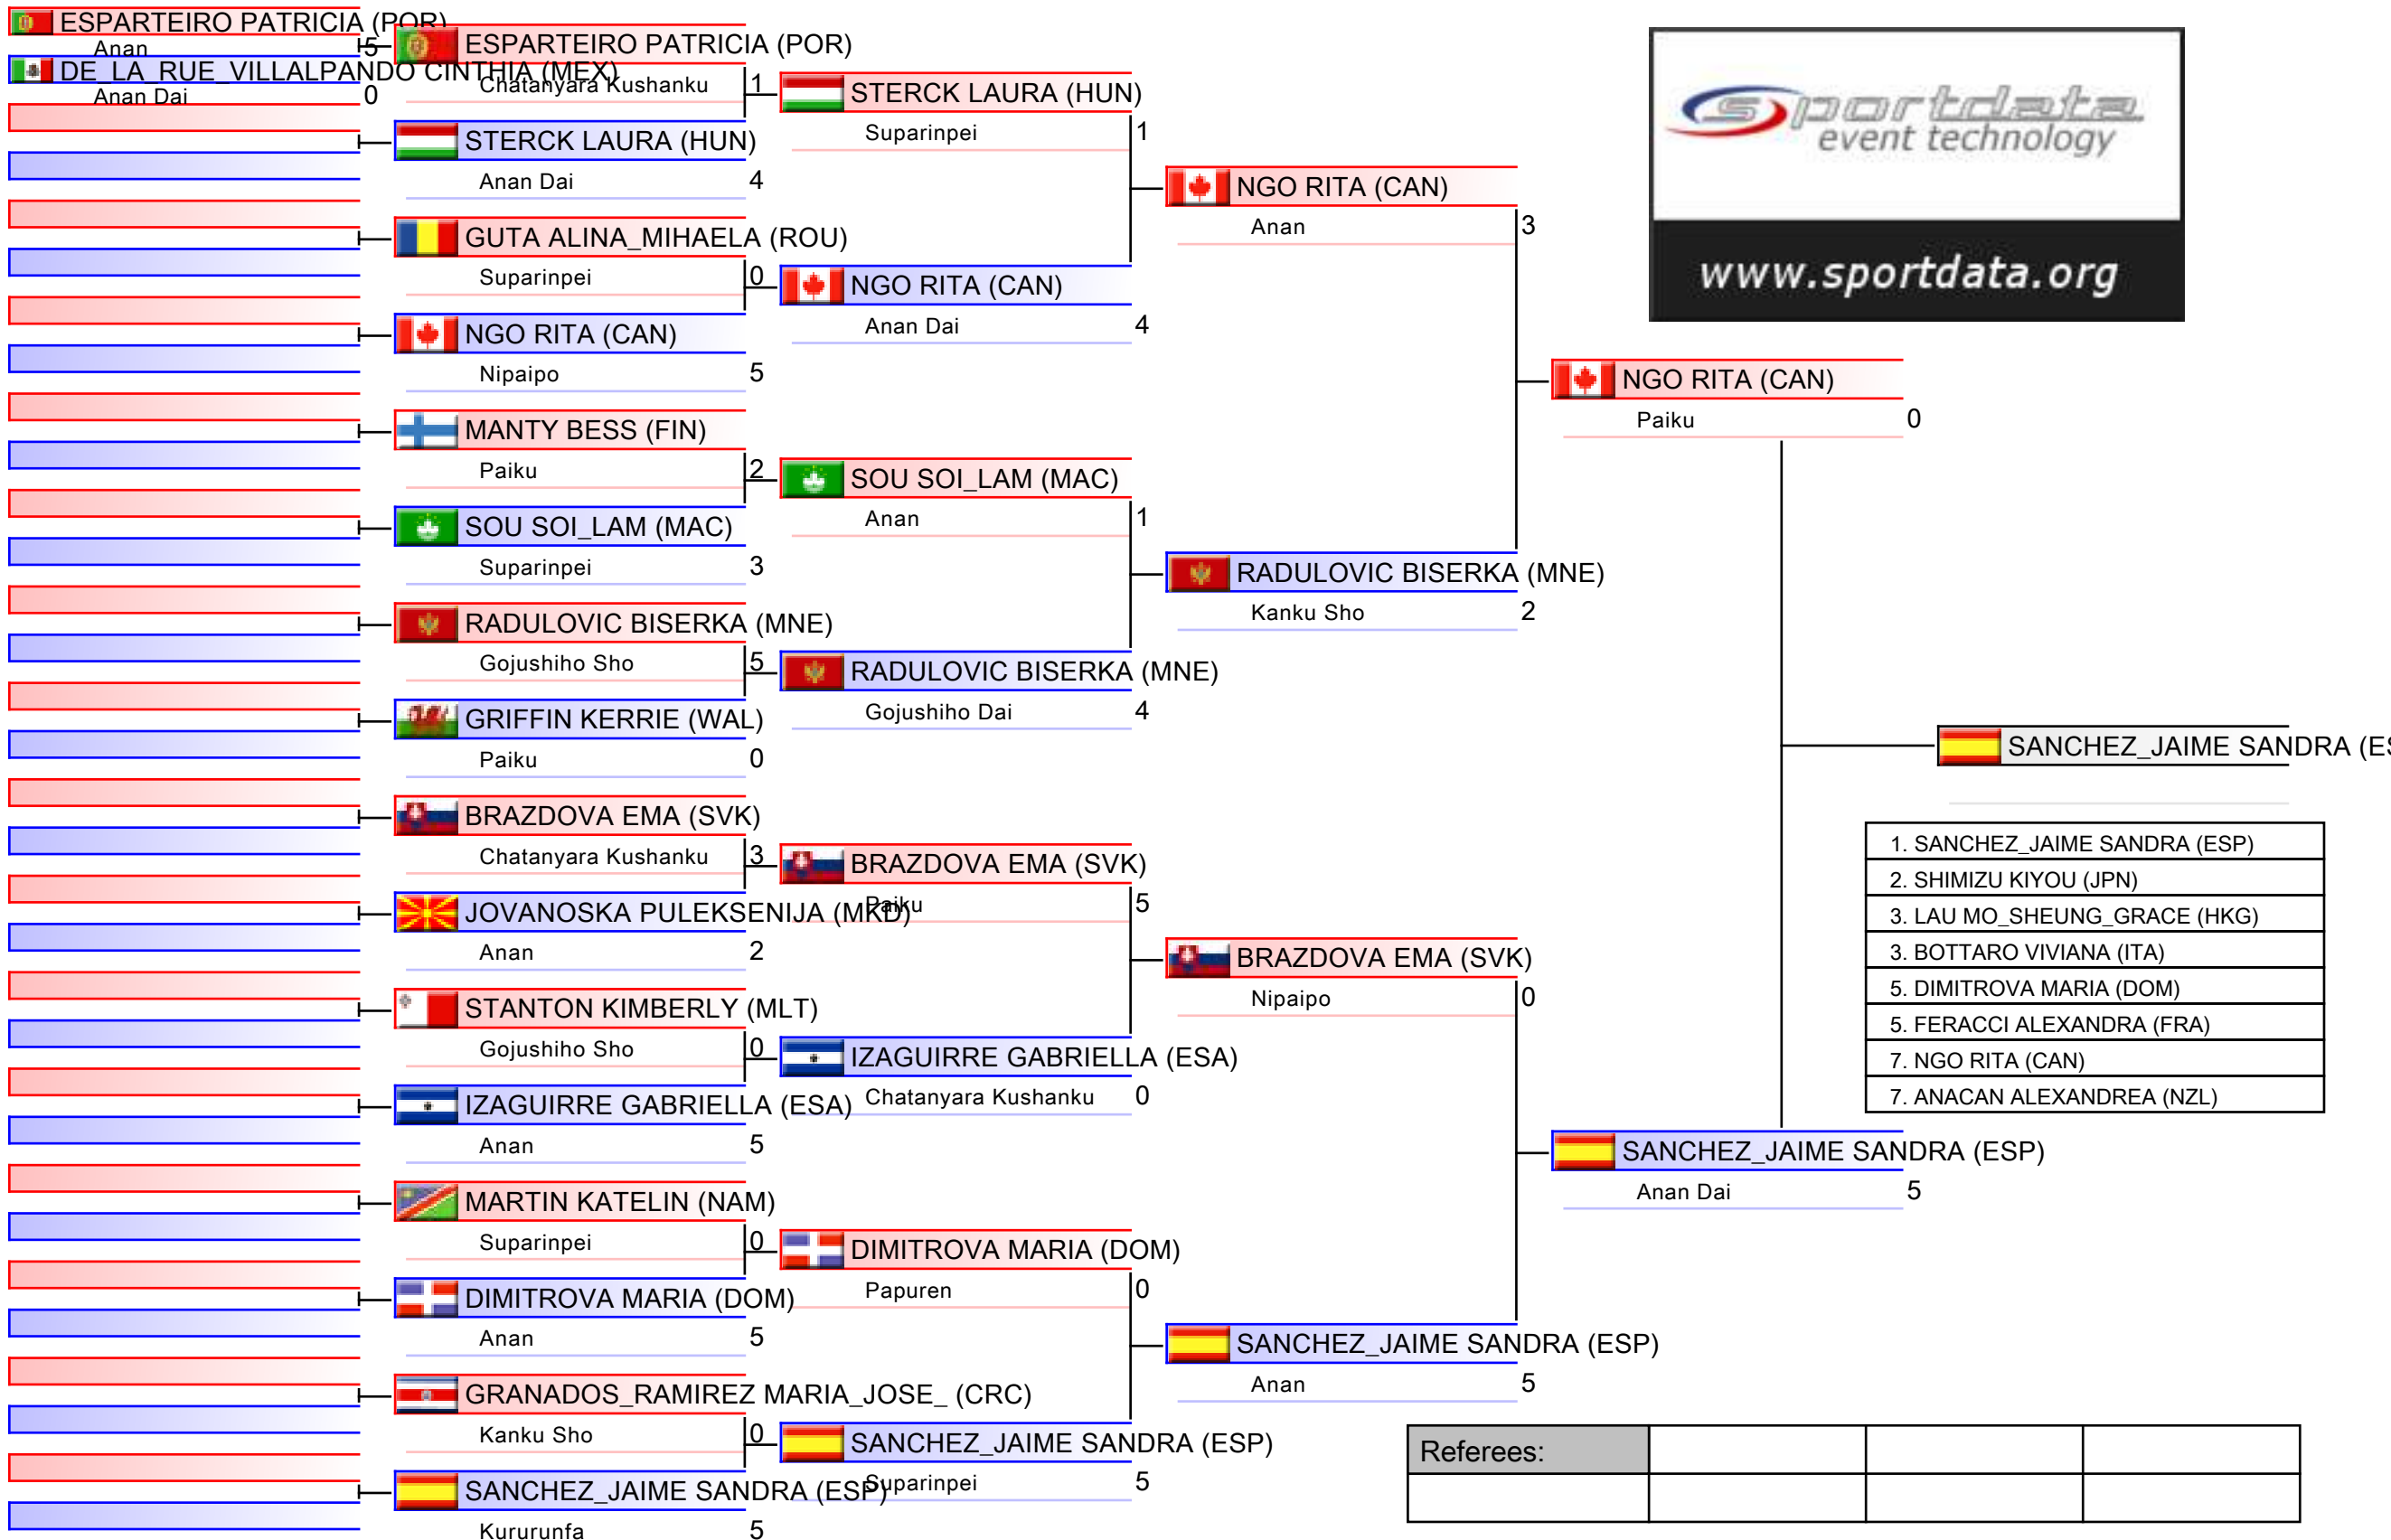 ESPARTEIRO PATRICIA (POR)
Anan 5
DE_LA_RUE_VILLALPANDO CINTHIA (MEX)
Anan Dai 0
ESPARTEIRO PATRICIA (POR)
Chatanyara Kushanku 1
STERCK LAURA (HUN)
Anan Dai 4
GUTA ALINA_MIHAELA (ROU)
Suparinpei 0
NGO RITA (CAN)
Nipaipo 5
MANTY BESS (FIN)
Paiku 2
SOU SOI_LAM (MAC)
Suparinpei 3
RADULOVIC BISERKA (MNE)
Gojushiho Sho 5
GRIFFIN KERRIE (WAL)
Paiku 0
BRAZDOVA EMA (SVK)
Chatanyara Kushanku 3
JOVANOSKA PULEKSENIJA (MKD)
Anan 2
STANTON KIMBERLY (MLT)
Gojushiho Sho 0
IZAGUIRRE GABRIELLA (ESA)
Anan 5
MARTIN KATELIN (NAM)
Suparinpei 0
DIMITROVA MARIA (DOM)
Anan 5
GRANADOS_RAMIREZ MARIA_JOSE_ (CRC)
Kanku Sho 0
SANCHEZ_JAIME SANDRA (ESP)
Kururunfa 5
STERCK LAURA (HUN)
Suparinpei 1
NGO RITA (CAN)
Anan Dai 4
SOU SOI_LAM (MAC)
Anan 1
RADULOVIC BISERKA (MNE)
Gojushiho Dai 4
BRAZDOVA EMA (SVK)
Paiku 5
IZAGUIRRE GABRIELLA (ESA)
Chatanyara Kushanku 0
DIMITROVA MARIA (DOM)
Papuren 0
SANCHEZ_JAIME SANDRA (ESP)
Suparinpei 5
NGO RITA (CAN)
Anan 3
RADULOVIC BISERKA (MNE)
Kanku Sho 2
BRAZDOVA EMA (SVK)
Nipaipo 0
SANCHEZ_JAIME SANDRA (ESP)
Anan 5
NGO RITA (CAN)
Paiku 0
SANCHEZ_JAIME SANDRA (ESP)
Anan Dai 5
sportdata
event technology
www.sportdata.org
SANCHEZ_JAIME SANDRA (ES
1. SANCHEZ_JAIME SANDRA (ESP)
2. SHIMIZU KIYOU (JPN)
3. LAU MO_SHEUNG_GRACE (HKG)
3. BOTTARO VIVIANA (ITA)
5. DIMITROVA MARIA (DOM)
5. FERACCI ALEXANDRA (FRA)
7. NGO RITA (CAN)
7. ANACAN ALEXANDREA (NZL)
Referees: